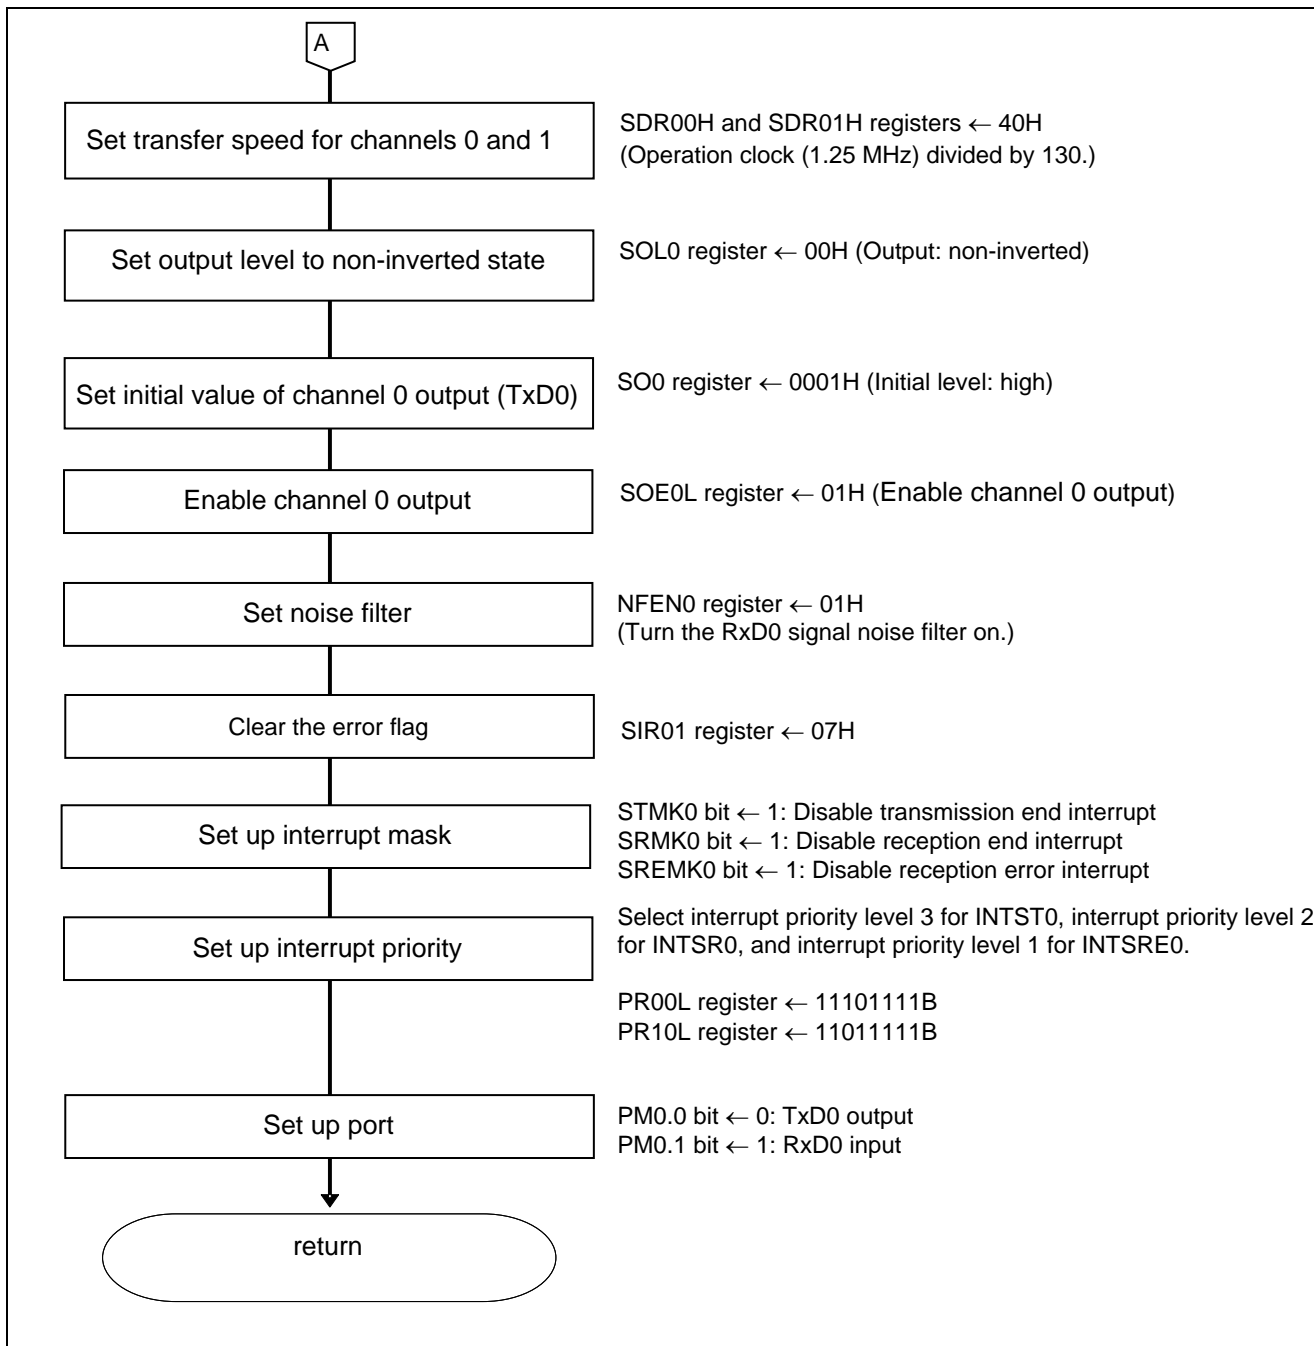 A
Set transfer speed for channels 0 and 1
SDR00H and SDR01H registers ← 40H
(Operation clock (1.25 MHz) divided by 130.)
Set output level to non-inverted state
SOL0 register ← 00H (Output: non-inverted)
Set initial value of channel 0 output (TxD0)
SO0 register ← 0001H (Initial level: high)
Enable channel 0 output
SOE0L register ← 01H (Enable channel 0 output)
Set noise filter
NFEN0 register ← 01H
(Turn the RxD0 signal noise filter on.)
Clear the error flag
SIR01 register ← 07H
Set up interrupt mask
STMK0 bit ← 1: Disable transmission end interrupt
SRMK0 bit ← 1: Disable reception end interrupt
SREMK0 bit ← 1: Disable reception error interrupt
Set up interrupt priority
Select interrupt priority level 3 for INTST0, interrupt priority level 2
for INTSR0, and interrupt priority level 1 for INTSRE0.
PR00L register ← 11101111B
PR10L register ← 11011111B
Set up port
PM0.0 bit ← 0: TxD0 output
PM0.1 bit ← 1: RxD0 input
return